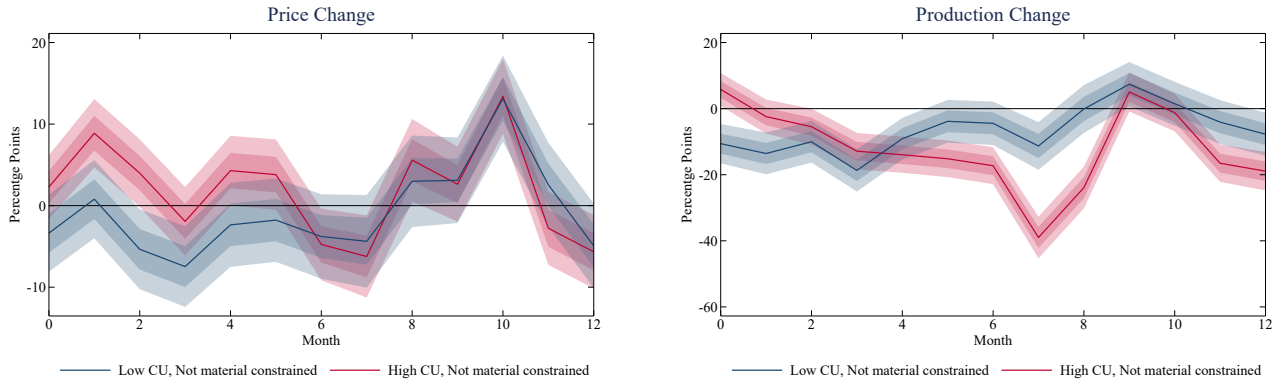 Price Change
20
10
0
-10
Percentge Points
0 2 4 6 8 10 12
Month
Low CU, Not material constrained High CU, Not material constrained
Production Change
20
0
-20
-40
-60
Percentage Points
0 2 4 6 8 10 12
Month
Low CU, Not material constrained High CU, Not material constrained